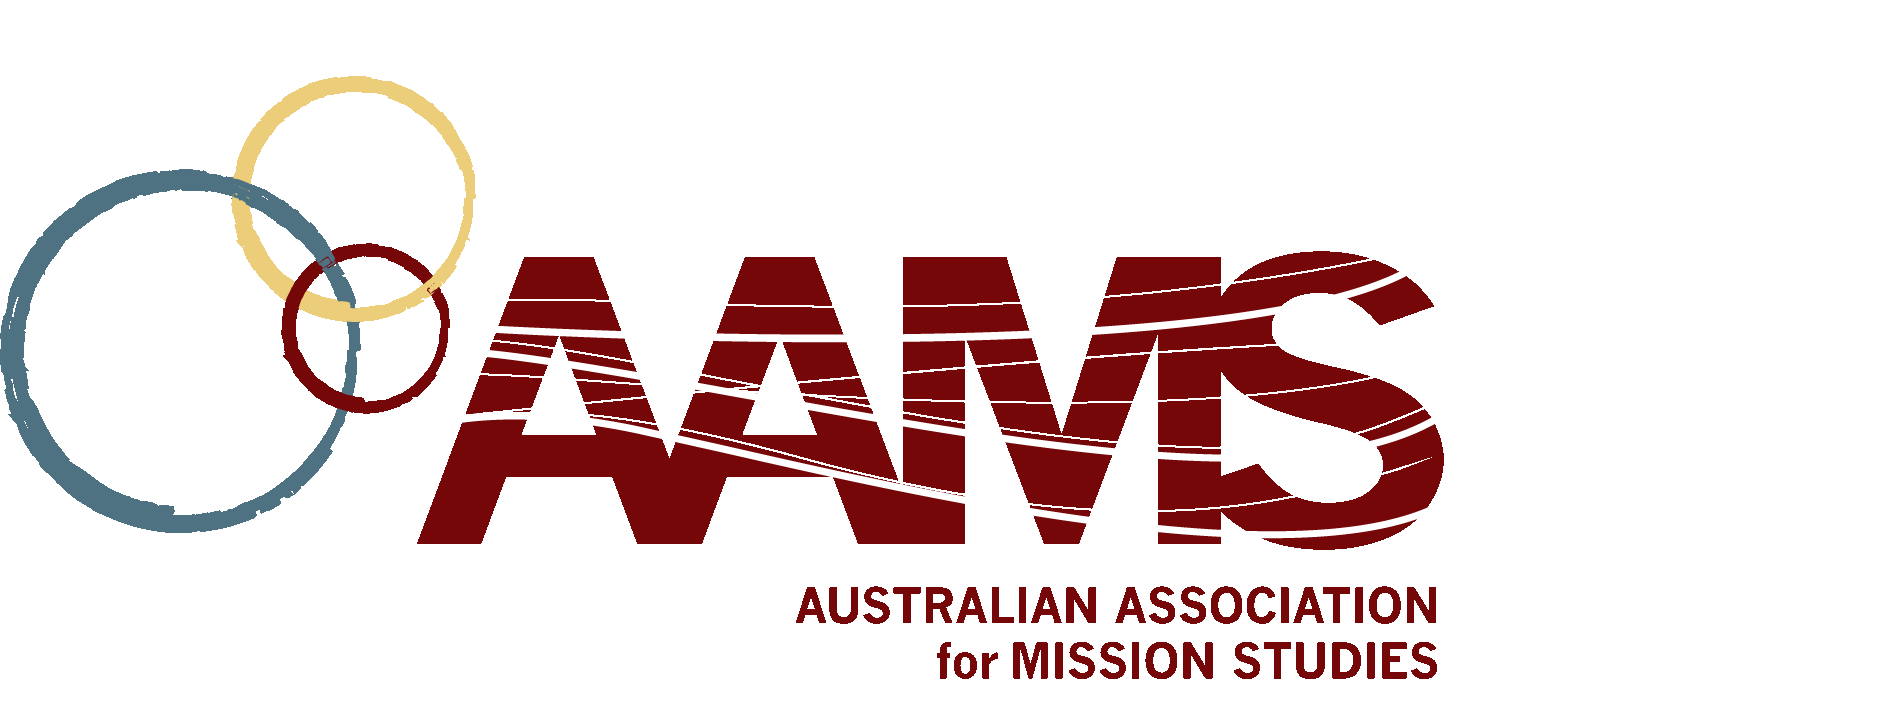 AAMS
AUSTRALIAN ASSOCIATION
for MISSION STUDIES